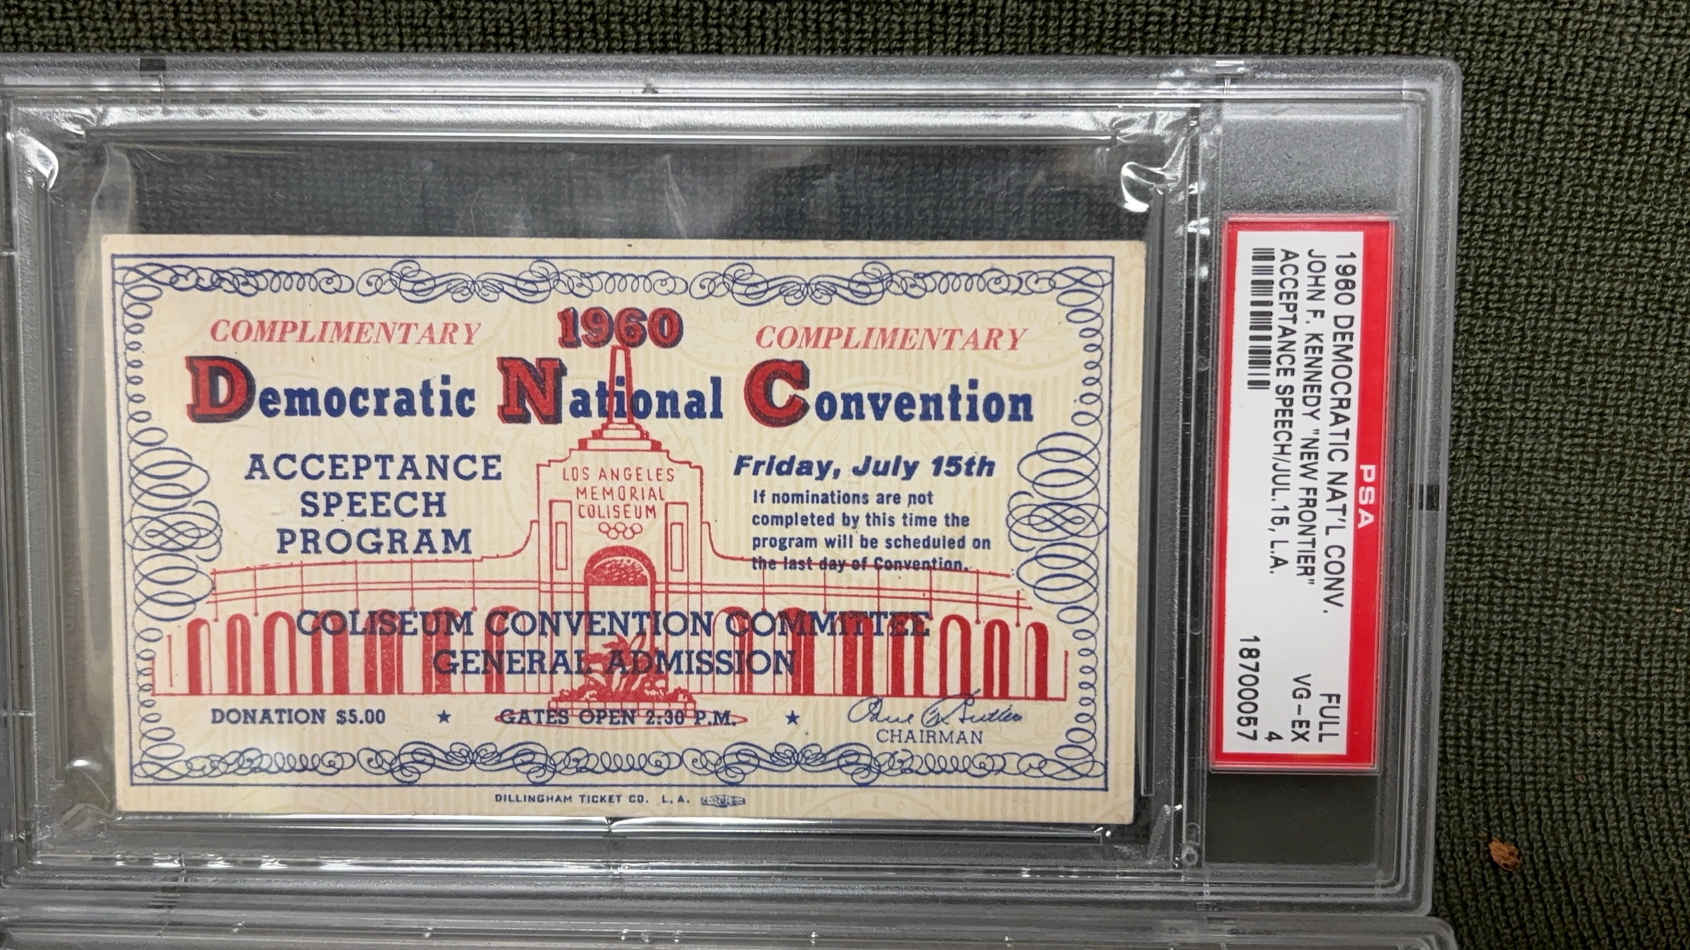 COMPLIMENTARY 1960 COMPLIMENTARY
Democratic National Convention
ACCEPTANCE
SPEECH
PROGRAM
LOS ANGELES
MEMORIAL
COLISEUM
Friday, July 15th
If nominations are not
completed by this time the
program will be scheduled on
the last day of Convention.
COLISEUM CONVENTION COMMITTEE
GENERAL ADMISSION
DONATION $5.00 ★ GATES OPEN 2:30 P.M. ★
Paul M. Butler
CHAIRMAN
DILLINGHAM TICKET CO. L. A.
PSA
1960 DEMOCRATIC NAT'L CONV. FULL
JOHN F. KENNEDY "NEW FRONTIER" VG-EX
ACCEPTANCE SPEECH/JUL.15, L.A. 4
18700057